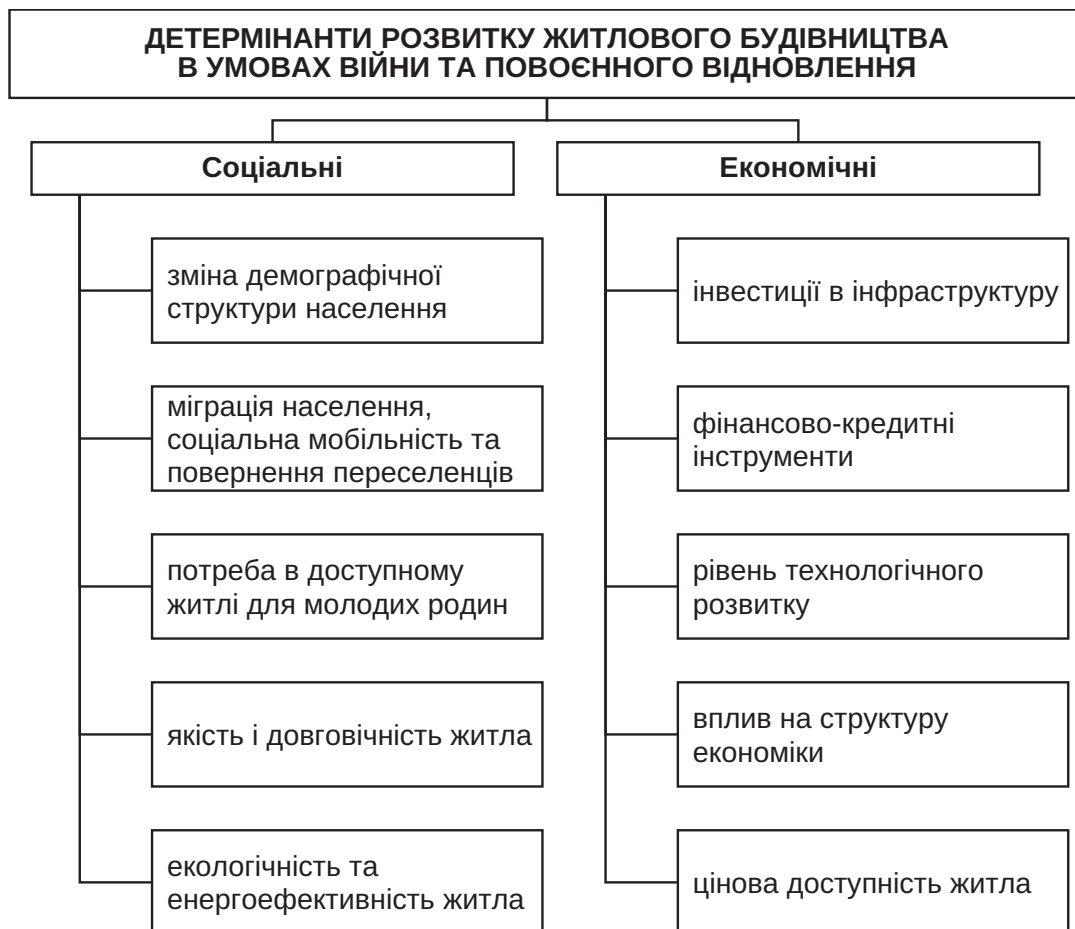 ДЕТЕРМІНАНТИ РОЗВИТКУ ЖИТЛОВОГО БУДІВНИЦТВА
В УМОВАХ ВІЙНИ ТА ПОВОЄННОГО ВІДНОВЛЕННЯ
Соціальні
зміна демографічної
структури населення
міграція населення,
соціальна мобільність та
повернення переселенців
потреба в доступному
житлі для молодих родин
якість і довговічність житла
екологічність та
енергоефективність житла
Економічні
інвестиції в інфраструктуру
фінансово-кредитні
інструменти
рівень технологічного
розвитку
вплив на структуру
економіки
цінова доступність житла